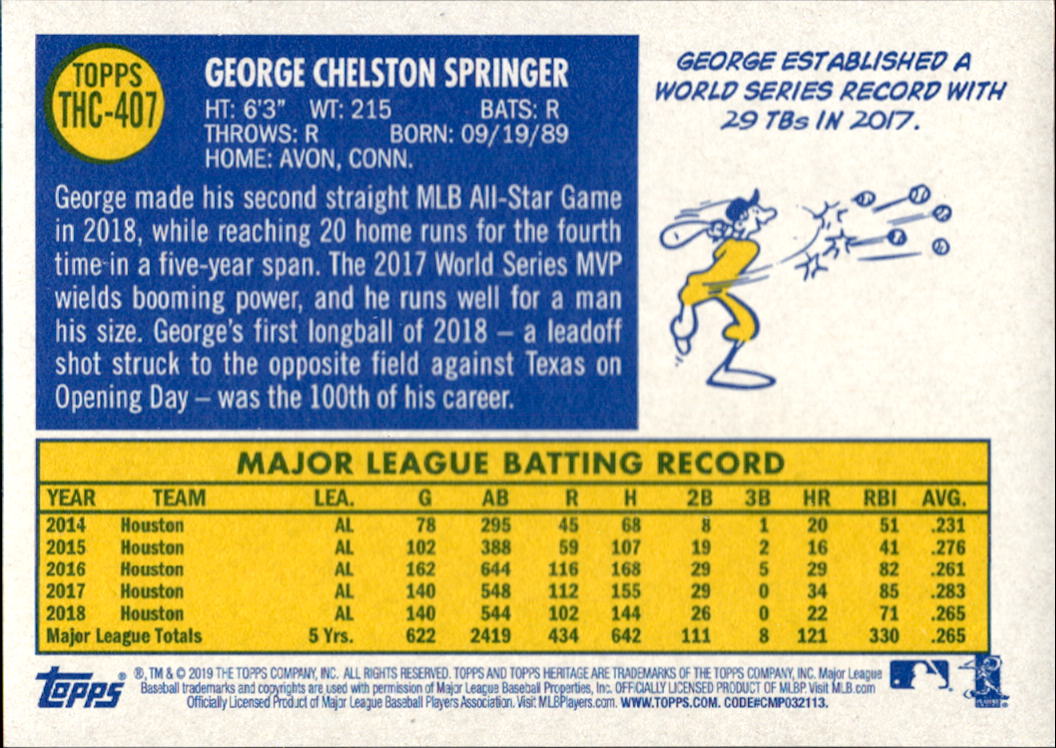 TOPPS
THC-407
GEORGE CHELSTON SPRINGER
HT: 6'3" WT: 215 BATS: R
THROWS: R BORN: 09/19/89
HOME: AVON, CONN.
George made his second straight MLB All-Star Game
in 2018, while reaching 20 home runs for the fourth
time in a five-year span. The 2017 World Series MVP
wields booming power, and he runs well for a man
his size. George's first longball of 2018 – a leadoff
shot struck to the opposite field against Texas on
Opening Day – was the 100th of his career.
GEORGE ESTABLISHED A
WORLD SERIES RECORD WITH
29 TBs IN 2017.
MAJOR LEAGUE BATTING RECORD
YEAR TEAM LEA. G AB R H 2B 3B HR RBI AVG.
2014 Houston AL 78 295 45 68 8 1 20 51 .231
2015 Houston AL 102 388 59 107 19 2 16 41 .276
2016 Houston AL 162 644 116 168 29 5 29 82 .261
2017 Houston AL 140 548 112 155 29 0 34 85 .283
2018 Houston AL 140 544 102 144 26 0 22 71 .265
Major League Totals 5 Yrs. 622 2419 434 642 111 8 121 330 .265
Topps
®, TM & © 2019 THE TOPPS COMPANY, INC. ALL RIGHTS RESERVED. TOPPS AND TOPPS HERITAGE ARE TRADEMARKS OF THE TOPPS COMPANY, INC. Major League
Baseball trademarks and copyrights are used with permission of Major League Baseball Properties, Inc. OFFICIALLY LICENSED PRODUCT OF MLBP. Visit MLB.com
Officially Licensed Product of Major League Baseball Players Association. Visit MLBPlayers.com. WWW.TOPPS.COM. CODE#CMP032113.